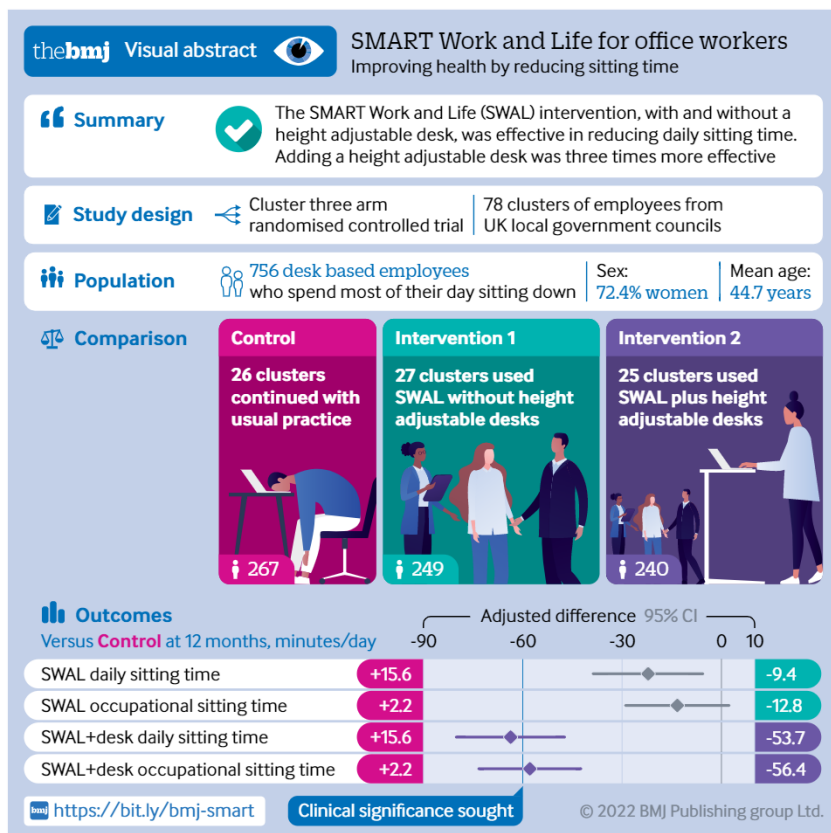 thebmj Visual abstract
SMART Work and Life for office workers
Improving health by reducing sitting time
Summary
The SMART Work and Life (SWAL) intervention, with and without a
height adjustable desk, was effective in reducing daily sitting time.
Adding a height adjustable desk was three times more effective
Study design
Cluster three arm
randomised controlled trial
78 clusters of employees from
UK local government councils
Population
756 desk based employees
who spend most of their day sitting down
Sex:
72.4% women
Mean age:
44.7 years
Comparison
Control
26 clusters
continued with
usual practice
267
Intervention 1
27 clusters used
SWAL without height
adjustable desks
249
Intervention 2
25 clusters used
SWAL plus height
adjustable desks
240
Outcomes
Versus Control at 12 months, minutes/day
Adjusted difference 95% CI
-90 -60 -30 0 10
SWAL daily sitting time +15.6 -9.4
SWAL occupational sitting time +2.2 -12.8
SWAL+desk daily sitting time +15.6 -53.7
SWAL+desk occupational sitting time +2.2 -56.4
bmj https://bit.ly/bmj-smart
Clinical significance sought
© 2022 BMJ Publishing group Ltd.